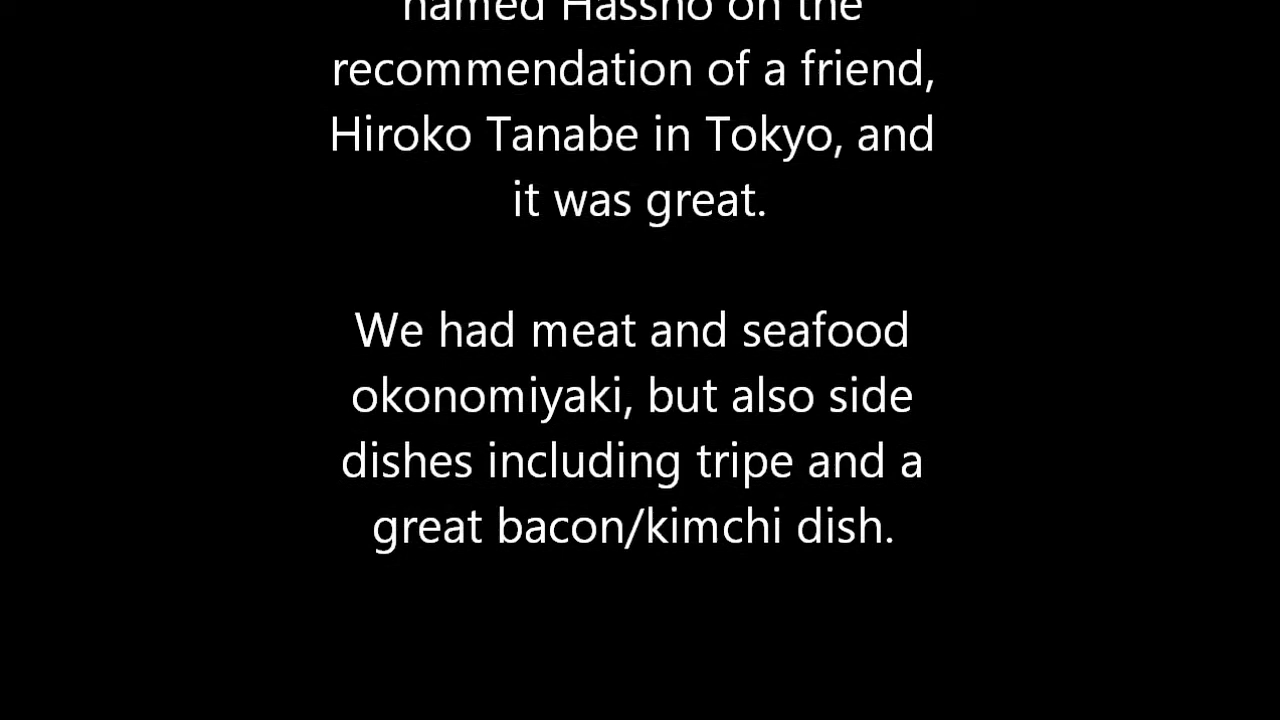 named Hassho on the
recommendation of a friend,
Hiroko Tanabe in Tokyo, and
it was great.
We had meat and seafood
okonomiyaki, but also side
dishes including tripe and a
great bacon/kimchi dish.